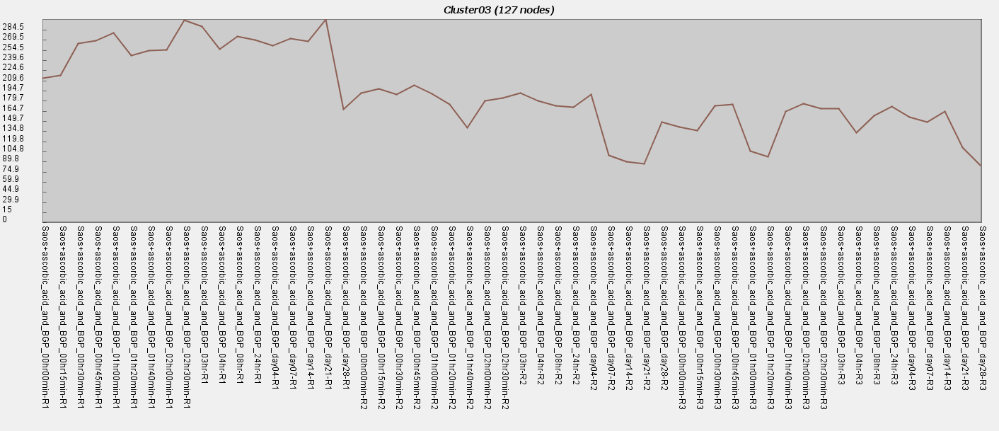 Cluster03 (127 nodes)
284.5
269.5
254.5
239.6
224.6
209.6
194.7
179.7
164.7
149.7
134.8
119.8
104.8
89.8
74.9
59.9
44.9
29.9
15
0
Saos+ascorbic_acid_and_BGP_00hr00min-R1
Saos+ascorbic_acid_and_BGP_00hr15min-R1
Saos+ascorbic_acid_and_BGP_00hr30min-R1
Saos+ascorbic_acid_and_BGP_00hr45min-R1
Saos+ascorbic_acid_and_BGP_01hr00min-R1
Saos+ascorbic_acid_and_BGP_01hr20min-R1
Saos+ascorbic_acid_and_BGP_01hr40min-R1
Saos+ascorbic_acid_and_BGP_02hr00min-R1
Saos+ascorbic_acid_and_BGP_02hr30min-R1
Saos+ascorbic_acid_and_BGP_03hr-R1
Saos+ascorbic_acid_and_BGP_04hr-R1
Saos+ascorbic_acid_and_BGP_08hr-R1
Saos+ascorbic_acid_and_BGP_24hr-R1
Saos+ascorbic_acid_and_BGP_day04-R1
Saos+ascorbic_acid_and_BGP_day07-R1
Saos+ascorbic_acid_and_BGP_day14-R1
Saos+ascorbic_acid_and_BGP_day21-R1
Saos+ascorbic_acid_and_BGP_day28-R1
Saos+ascorbic_acid_and_BGP_00hr00min-R2
Saos+ascorbic_acid_and_BGP_00hr15min-R2
Saos+ascorbic_acid_and_BGP_00hr30min-R2
Saos+ascorbic_acid_and_BGP_00hr45min-R2
Saos+ascorbic_acid_and_BGP_01hr00min-R2
Saos+ascorbic_acid_and_BGP_01hr20min-R2
Saos+ascorbic_acid_and_BGP_01hr40min-R2
Saos+ascorbic_acid_and_BGP_02hr00min-R2
Saos+ascorbic_acid_and_BGP_02hr30min-R2
Saos+ascorbic_acid_and_BGP_03hr-R2
Saos+ascorbic_acid_and_BGP_04hr-R2
Saos+ascorbic_acid_and_BGP_08hr-R2
Saos+ascorbic_acid_and_BGP_24hr-R2
Saos+ascorbic_acid_and_BGP_day04-R2
Saos+ascorbic_acid_and_BGP_day07-R2
Saos+ascorbic_acid_and_BGP_day14-R2
Saos+ascorbic_acid_and_BGP_day21-R2
Saos+ascorbic_acid_and_BGP_day28-R2
Saos+ascorbic_acid_and_BGP_00hr00min-R3
Saos+ascorbic_acid_and_BGP_00hr15min-R3
Saos+ascorbic_acid_and_BGP_00hr30min-R3
Saos+ascorbic_acid_and_BGP_00hr45min-R3
Saos+ascorbic_acid_and_BGP_01hr00min-R3
Saos+ascorbic_acid_and_BGP_01hr20min-R3
Saos+ascorbic_acid_and_BGP_01hr40min-R3
Saos+ascorbic_acid_and_BGP_02hr00min-R3
Saos+ascorbic_acid_and_BGP_02hr30min-R3
Saos+ascorbic_acid_and_BGP_03hr-R3
Saos+ascorbic_acid_and_BGP_04hr-R3
Saos+ascorbic_acid_and_BGP_08hr-R3
Saos+ascorbic_acid_and_BGP_24hr-R3
Saos+ascorbic_acid_and_BGP_day04-R3
Saos+ascorbic_acid_and_BGP_day07-R3
Saos+ascorbic_acid_and_BGP_day14-R3
Saos+ascorbic_acid_and_BGP_day21-R3
Saos+ascorbic_acid_and_BGP_day28-R3